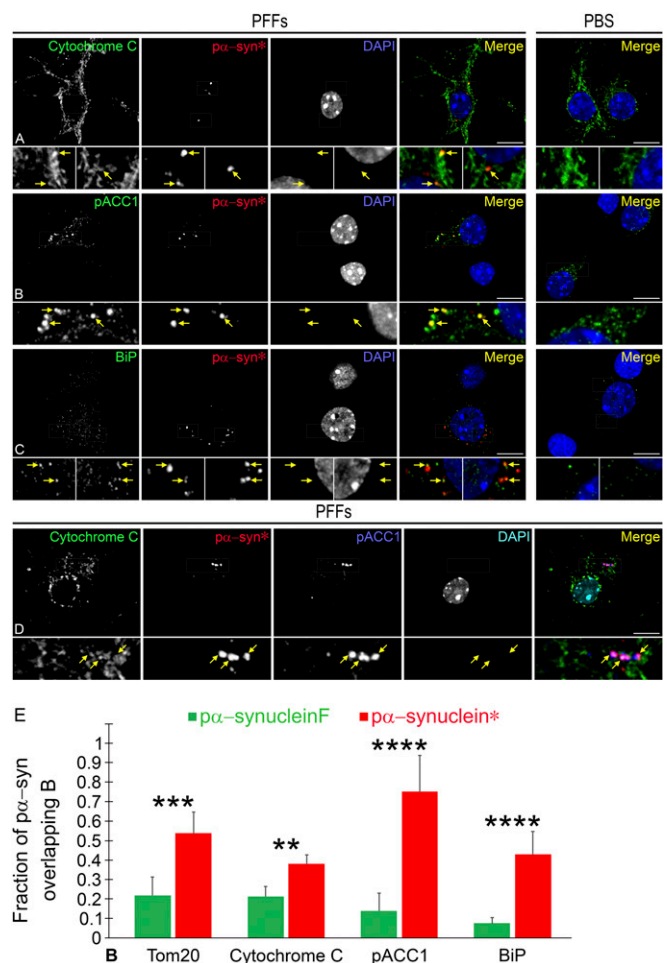 PFFs PBS
Cytochrome C pα-syn* DAPI Merge Merge
A
pACC1 pα-syn* DAPI Merge Merge
B
BiP pα-syn* DAPI Merge Merge
C
PFFs
Cytochrome C pα-syn* pACC1 DAPI Merge
D
E
pα-synucleinF pα-synuclein*
Fraction of pα-syn
overlapping B
1
0.9
0.8
0.7
0.6
0.5
0.4
0.3
0.2
0.1
0
*** ** **** ****
B Tom20 Cytochrome C pACC1 BiP